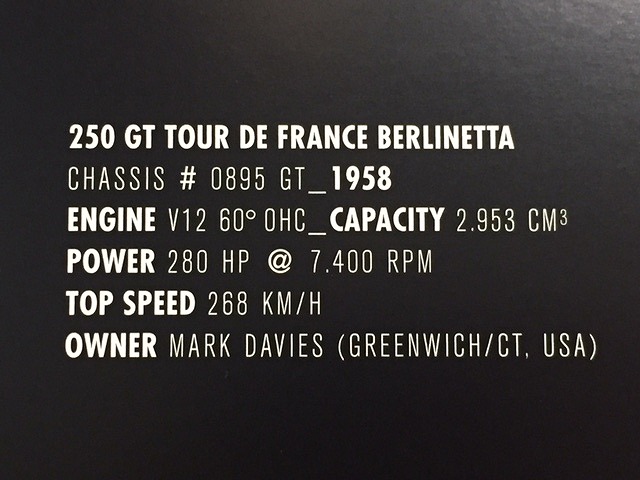 250 GT TOUR DE FRANCE BERLINETTA
CHASSIS # 0895 GT_1958
ENGINE V12 60° OHC_CAPACITY 2.953 CM³
POWER 280 HP @ 7.400 RPM
TOP SPEED 268 KM/H
OWNER MARK DAVIES (GREENWICH/CT, USA)